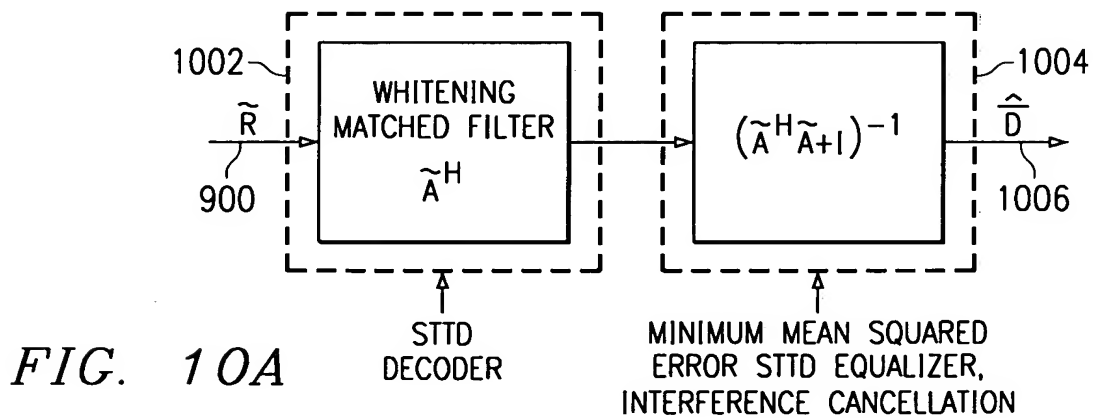 1002
1004
WHITENING
MATCHED FILTER
Ã^H
R̃
900
(Ã^H Ã+I)^-1
D̂̅
1006
STTD
DECODER
MINIMUM MEAN SQUARED
ERROR STTD EQUALIZER,
INTERFERENCE CANCELLATION
FIG. 10A